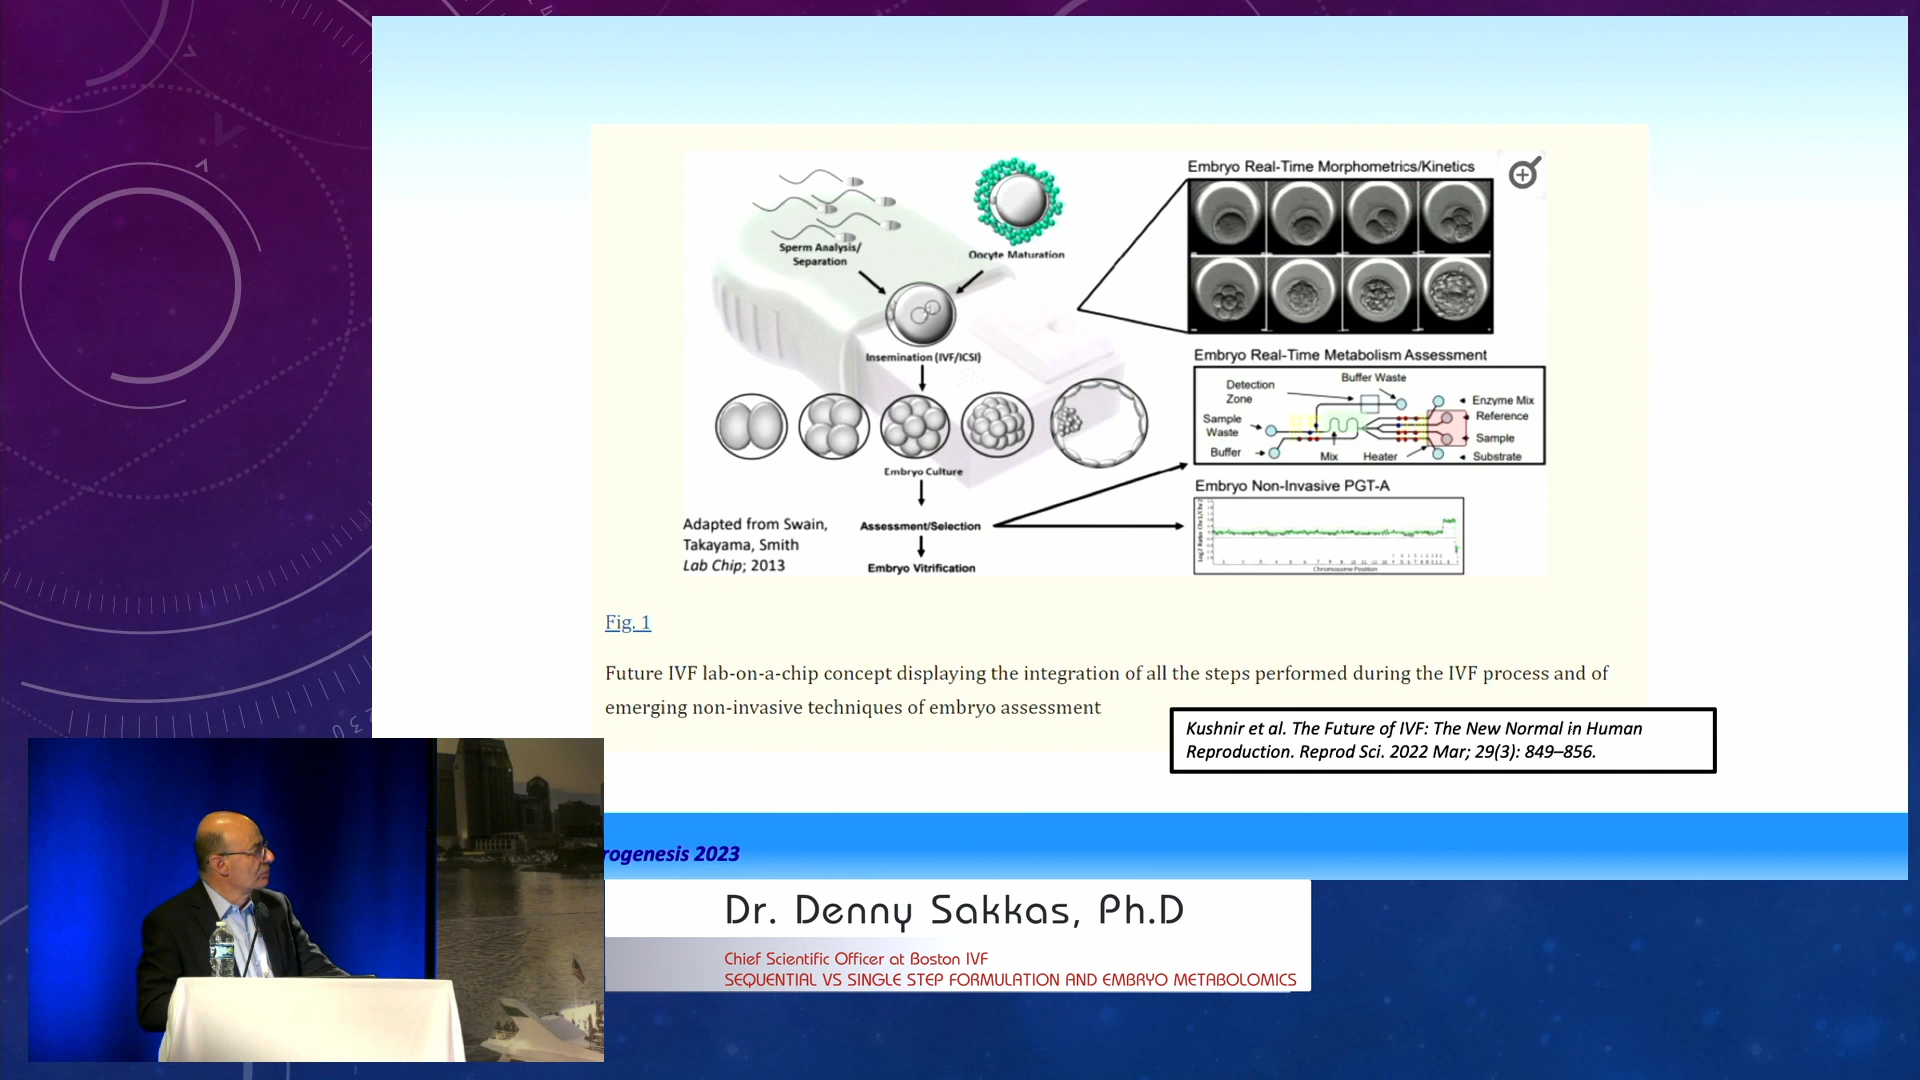 Sperm Analysis/
Separation
Oocyte Maturation
Insemination (IVF/ICSI)
Embryo Culture
Assessment/Selection
Embryo Vitrification
Adapted from Swain,
Takayama, Smith
Lab Chip; 2013
Embryo Real-Time Morphometrics/Kinetics
Embryo Real-Time Metabolism Assessment
Buffer Waste
Detection
Zone
Enzyme Mix
Reference
Sample
Waste
Sample
Buffer
Mix
Heater
Substrate
Embryo Non-Invasive PGT-A
Chromosome Position
Fig. 1
Future IVF lab-on-a-chip concept displaying the integration of all the steps performed during the IVF process and of
emerging non-invasive techniques of embryo assessment
Kushnir et al. The Future of IVF: The New Normal in Human
Reproduction. Reprod Sci. 2022 Mar; 29(3): 849–856.
rogenesis 2023
Dr. Denny Sakkas, Ph.D
Chief Scientific Officer at Boston IVF
SEQUENTIAL VS SINGLE STEP FORMULATION AND EMBRYO METABOLOMICS